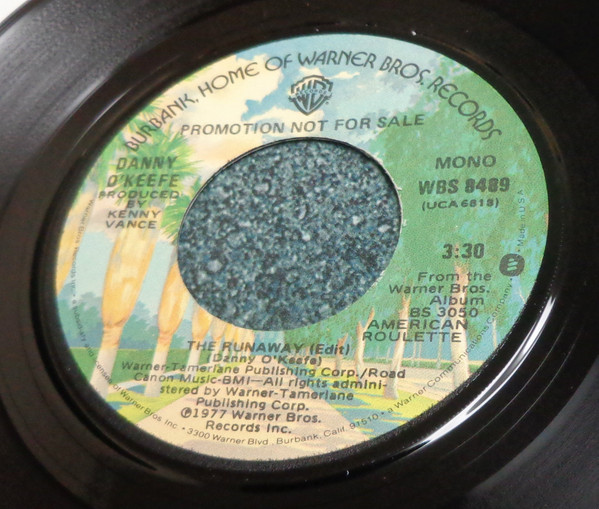 BURBANK, HOME OF WARNER BROS. RECORDS
PROMOTION NOT FOR SALE
DANNY
O'KEEFE
PRODUCED
BY
KENNY
VANCE
MONO
WBS 8489
(UCA 6818)
3:30
From the
Warner Bros.
Album
BS 3050
AMERICAN
ROULETTE
THE RUNAWAY (Edit)
(Danny O'Keefe)
Warner-Tamerlane Publishing Corp./Road
Canon Music-BMI—All rights admini-
stered by Warner-Tamerlane
Publishing Corp.
℗1977 Warner Bros.
Records Inc.
Warner Bros Inc. • 3300 Warner Blvd., Burbank, Calif. 91510 • a Warner Communications Company • Made in U.S.A.